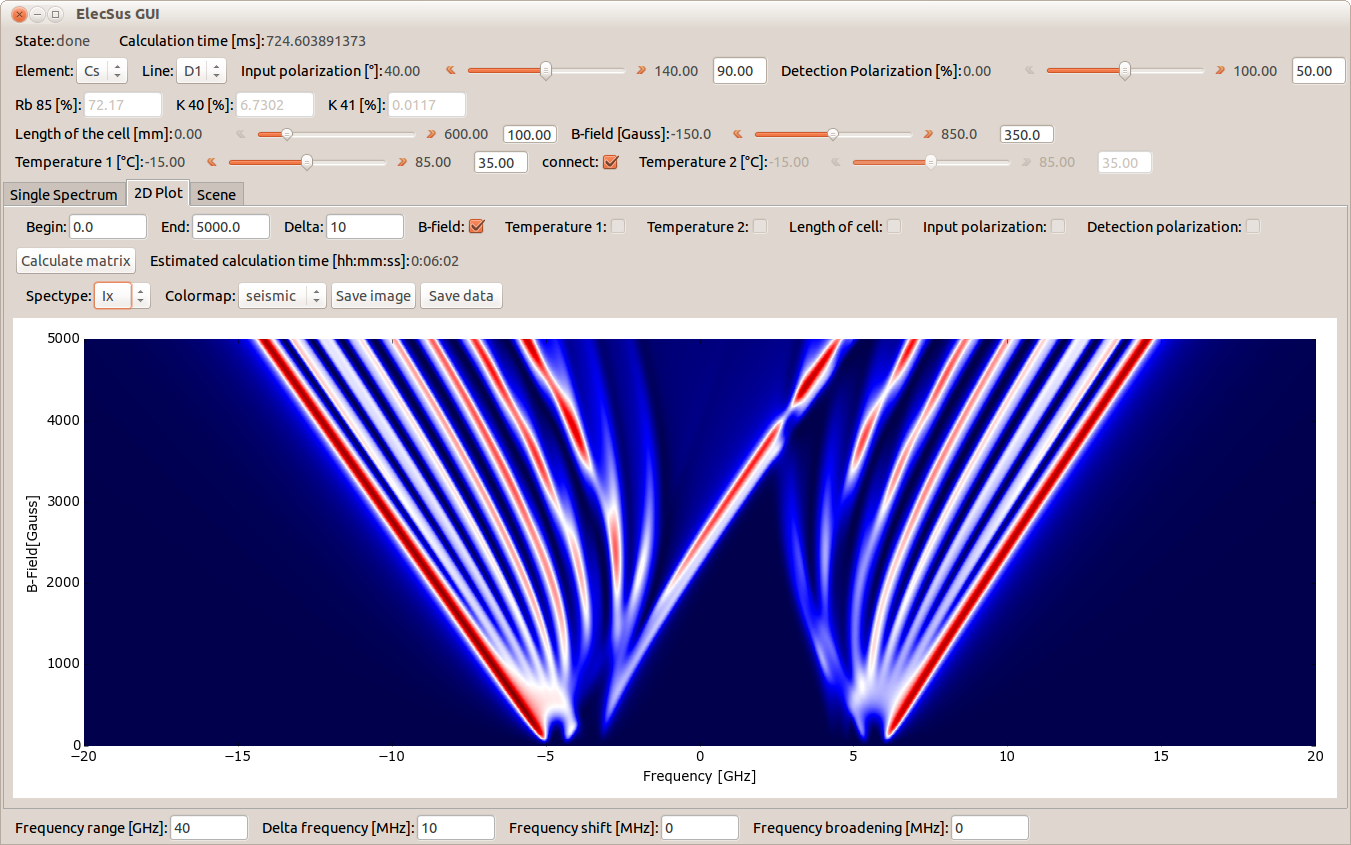 ElecSus GUI
State:done Calculation time [ms]:724.603891373
Element: Cs Line: D1 Input polarization [°]:40.00 140.00 90.00 Detection Polarization [%]:0.00 100.00 50.00
Rb 85 [%]: 72.17 K 40 [%]: 6.7302 K 41 [%]: 0.0117
Length of the cell [mm]:0.00 600.00 100.00 B-field [Gauss]:-150.0 850.0 350.0
Temperature 1 [°C]:-15.00 85.00 35.00 connect: Temperature 2 [°C]:-15.00 85.00 35.00
Single Spectrum 2D Plot Scene
Begin: 0.0 End: 5000.0 Delta: 10 B-field: Temperature 1: Temperature 2: Length of cell: Input polarization: Detection polarization:
Calculate matrix Estimated calculation time [hh:mm:ss]:0:06:02
Spectype: Ix Colormap: seismic Save image Save data
5000
4000
3000
2000
1000
0
B-Field[Gauss]
−20 −15 −10 −5 0 5 10 15 20
Frequency [GHz]
Frequency range [GHz]: 40 Delta frequency [MHz]: 10 Frequency shift [MHz]: 0 Frequency broadening [MHz]: 0